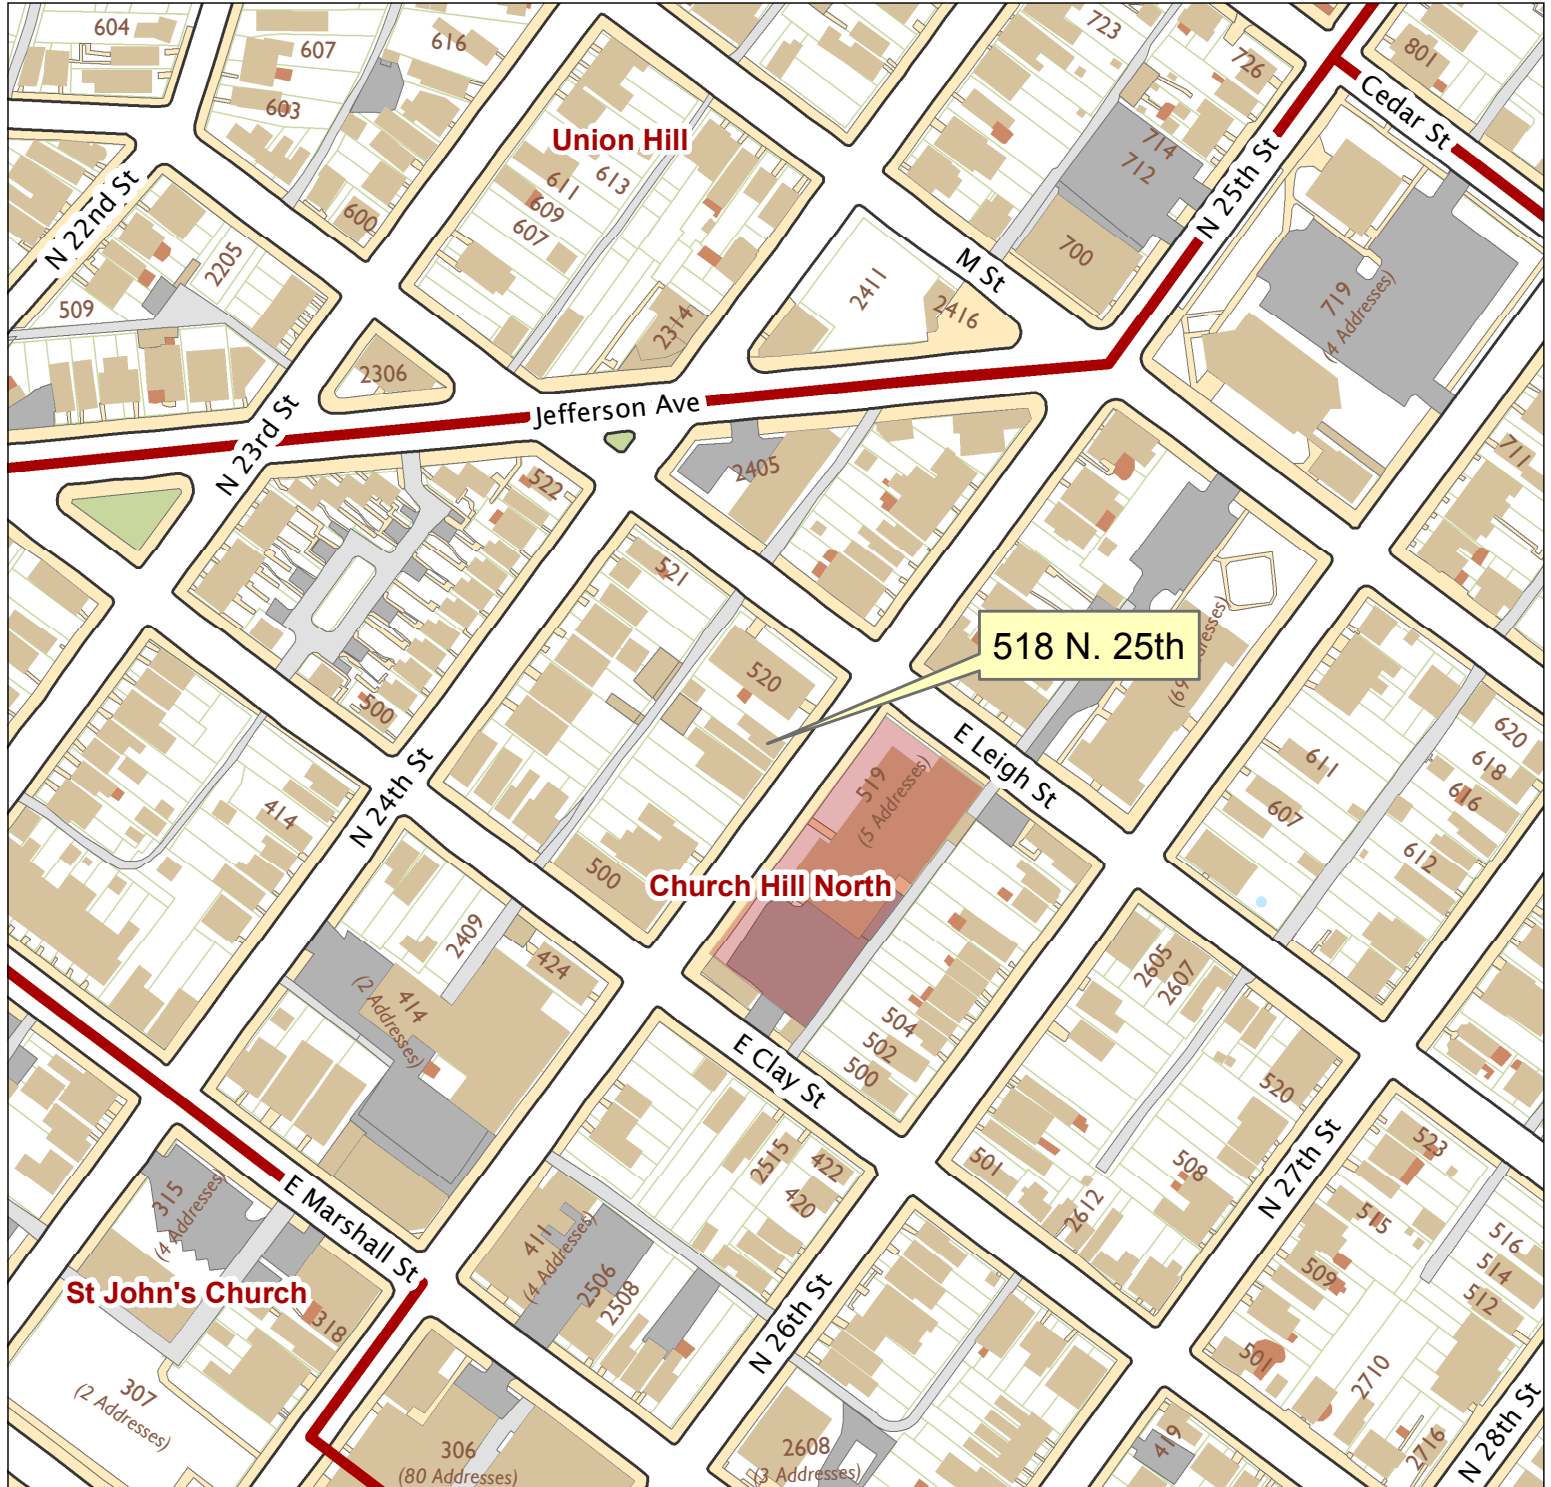 604
607
616
723
726
801
603
Cedar St
Union Hill
714
712
613
611
609
607
600
N 22nd St
N 25th St
2205
509
M St
700
2411
2416
719
(4 Addresses)
2314
2306
Jefferson Ave
N 23rd St
2405
522
711
521
518 N. 25th
520
500
620
618
616
611
607
612
E Leigh St
519
(5 Addresses)
N 24th St
414
500
Church Hill North
2409
424
414
(2 Addresses)
2605
2607
504
502
500
E Clay St
520
2515
422
420
501
508
2612
N 27th St
523
515
516
514
512
509
501
E Marshall St
315
(4 Addresses)
411
(4 Addresses)
2506
2508
St John's Church
318
N 26th St
307
(2 Addresses)
306
(80 Addresses)
2608
(3 Addresses)
419
2710
2716
N 28th St